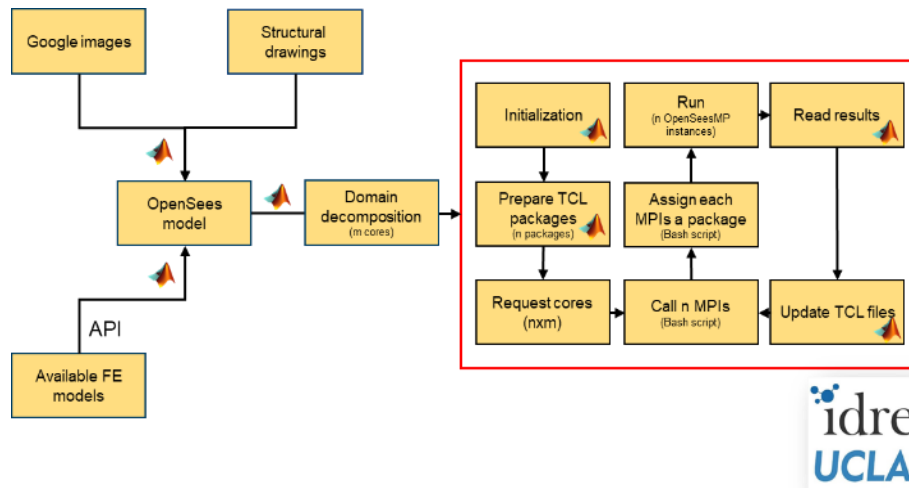 Google images
Structural
drawings
OpenSees
model
Domain
decomposition
(m cores)
API
Available FE
models
Initialization
Prepare TCL
packages
(n packages)
Request cores
(nxm)
Run
(n OpenSeesMP
instances)
Assign each
MPIs a package
(Bash script)
Call n MPIs
(Bash script)
Read results
Update TCL files
idre
UCLA